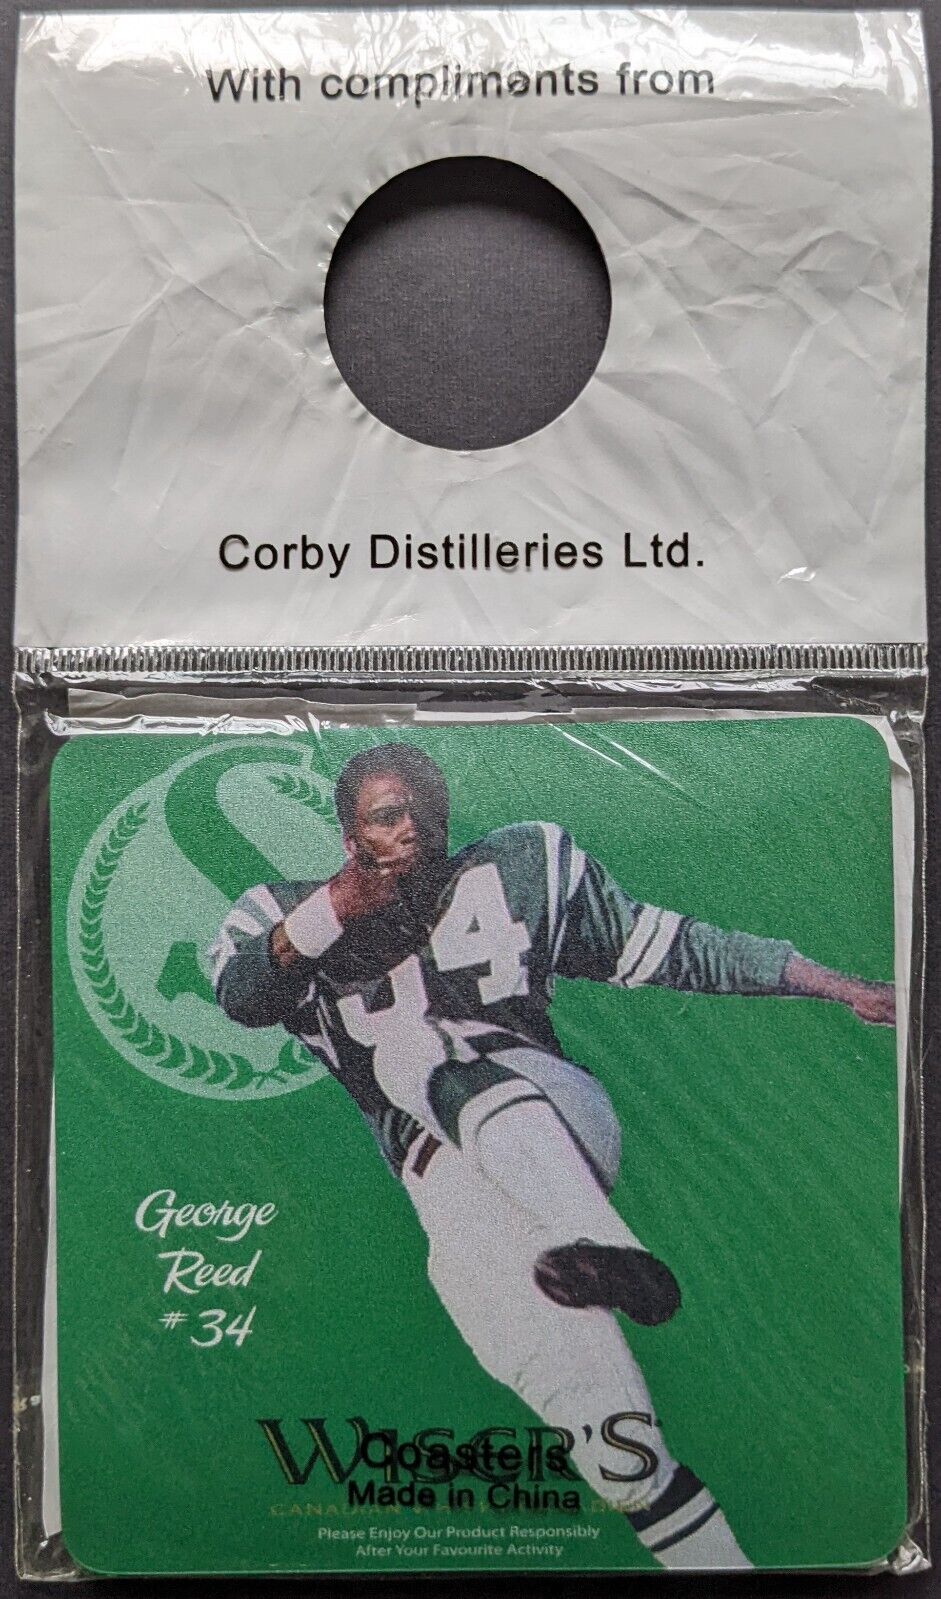 With compliments from
Corby Distilleries Ltd.
S
34
George
Reed
#34
WISER'S
Coasters
Made in China
CANADIAN
Please Enjoy Our Product Responsibly
After Your Favourite Activity